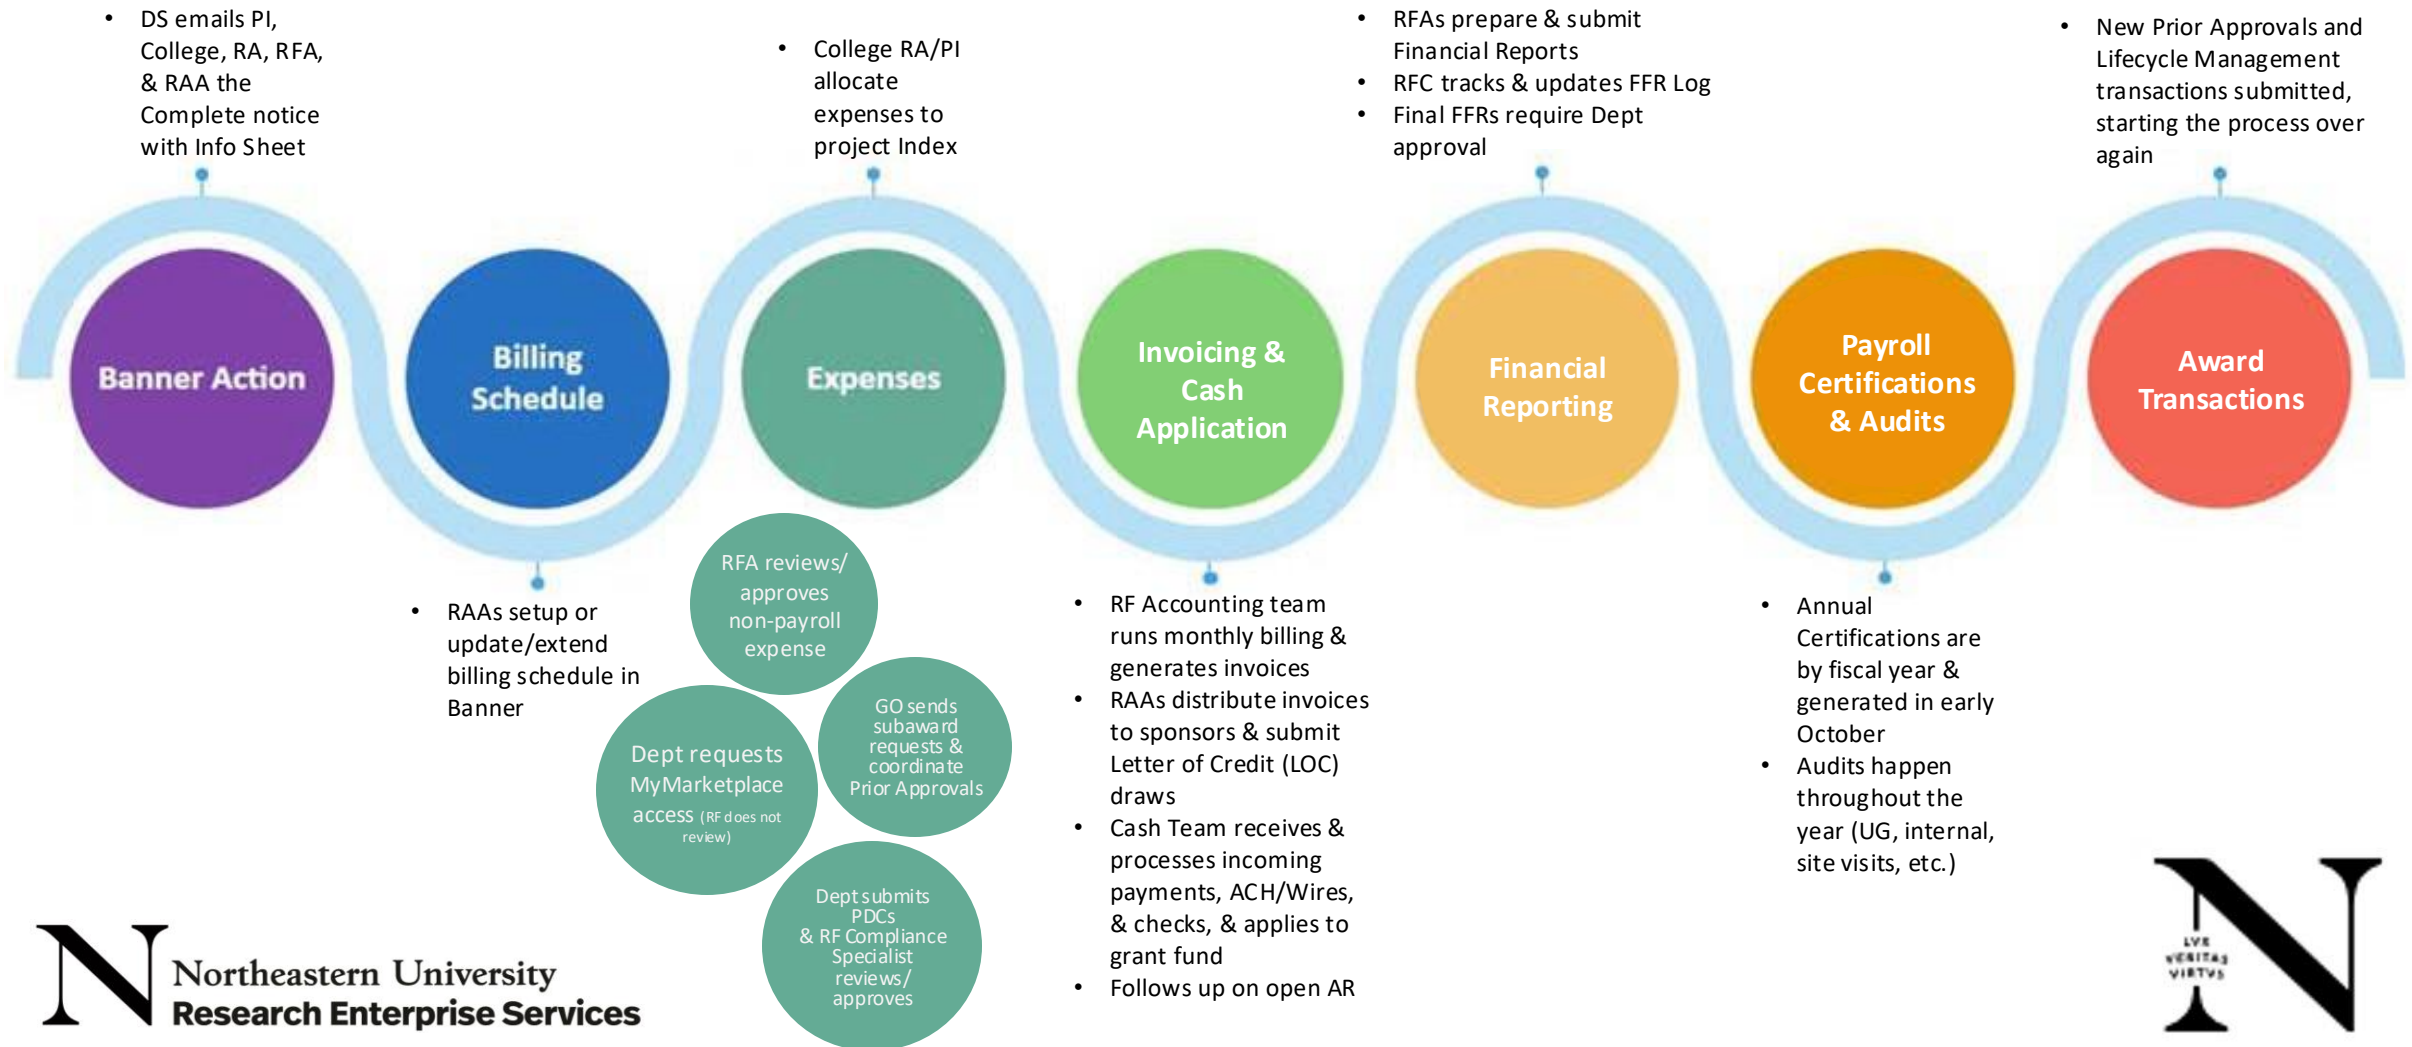 • DS emails PI,
College, RA, RFA,
& RAA the
Complete notice
with Info Sheet
• College RA/PI
allocate
expenses to
project Index
• RFAs prepare & submit
Financial Reports
• RFC tracks & updates FFR Log
• Final FFRs require Dept
approval
• New Prior Approvals and
Lifecycle Management
transactions submitted,
starting the process over
again
Banner Action
Billing
Schedule
Expenses
Invoicing &
Cash
Application
Financial
Reporting
Payroll
Certifications
& Audits
Award
Transactions
• RAAs setup or
update/extend
billing schedule in
Banner
RFA reviews/
approves
non-payroll
expense
GO sends
subaward
requests &
coordinate
Prior Approvals
Dept requests
MyMarketplace
access (RF does not
review)
Dept submits
PDCs
& RF Compliance
Specialist
reviews/
approves
• RF Accounting team
runs monthly billing &
generates invoices
• RAAs distribute invoices
to sponsors & submit
Letter of Credit (LOC)
draws
• Cash Team receives &
processes incoming
payments, ACH/Wires,
& checks, & applies to
grant fund
• Follows up on open AR
• Annual
Certifications are
by fiscal year &
generated in early
October
• Audits happen
throughout the
year (UG, internal,
site visits, etc.)
N
Northeastern University
Research Enterprise Services
N
LVX
VERITAS
VIRTVS